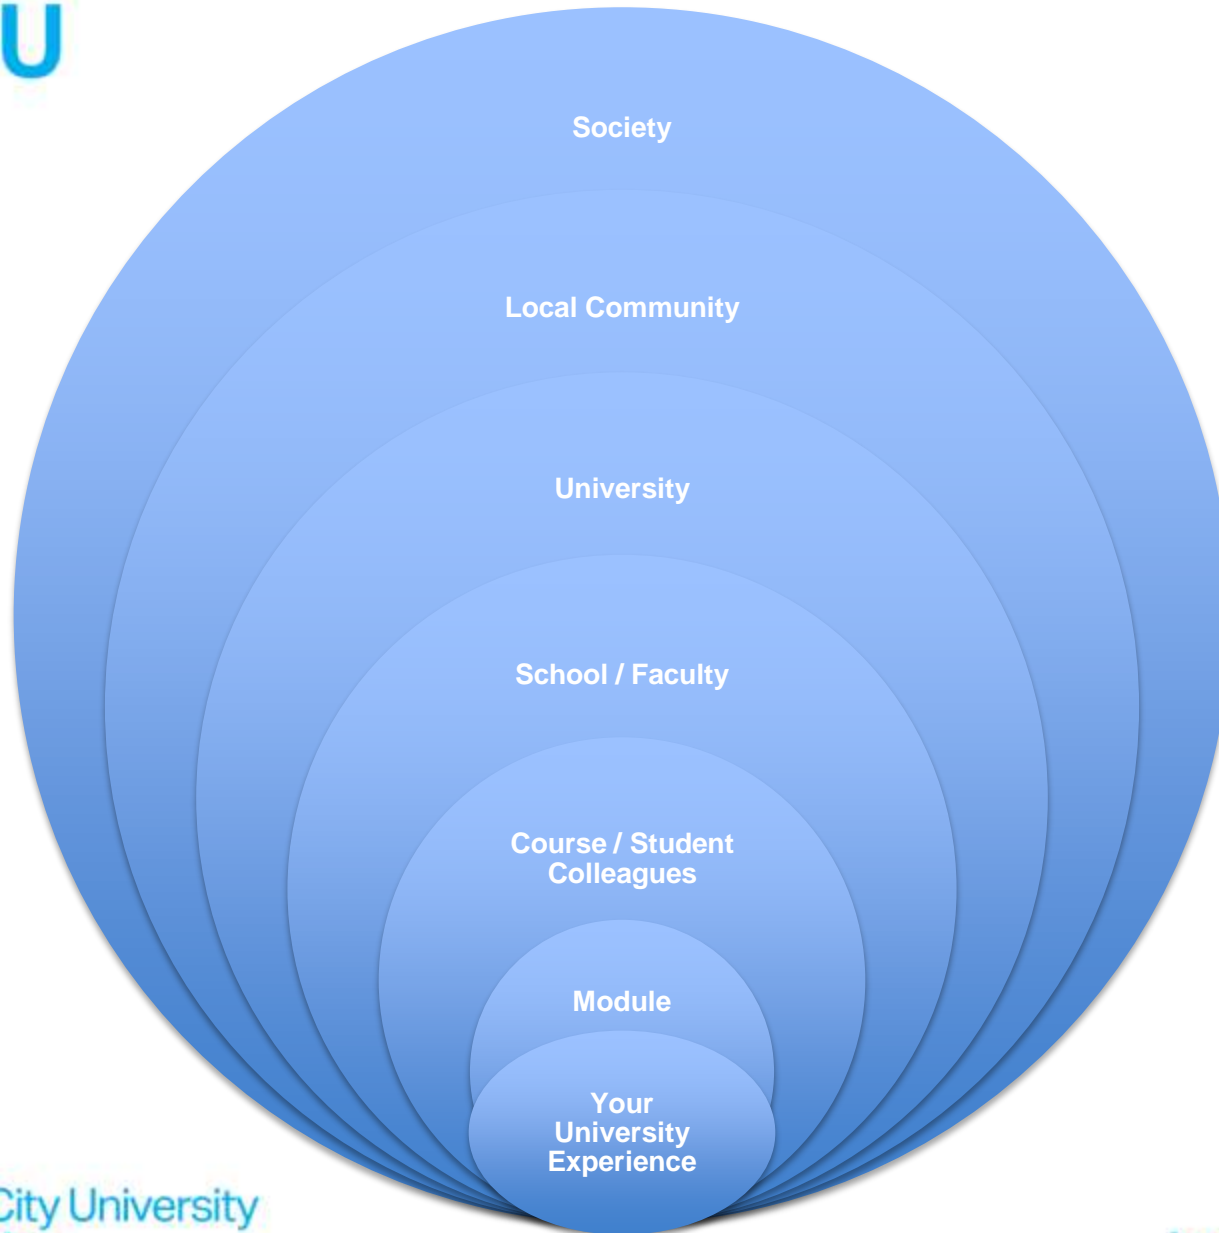 U
Society
Local Community
University
School / Faculty
Course / Student
Colleagues
Module
Your
University
Experience
City University